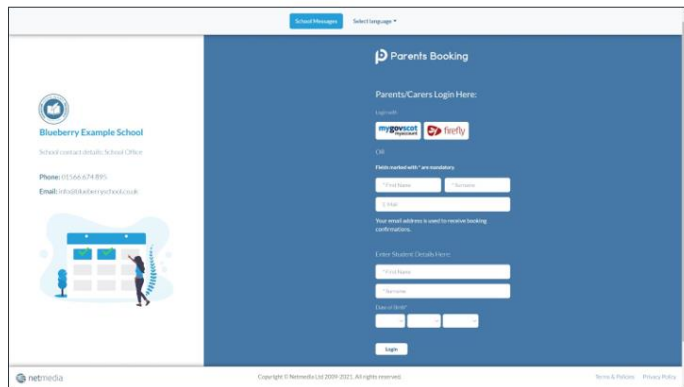 School Messages
Select language
Parents Booking
Blueberry Example School
School contact details: School Office
Phone: 01566 674 895
Email: info@blueberryschool.co.uk
Parents/Carers Login Here:
Login with
mygovscot
myaccount
firefly
OR
Fields marked with * are mandatory
* First Name
* Surname
E-Mail
Your email address is used to receive booking
confirmations.
Enter Student Details Here:
* First Name
* Surname
Date of Birth*
Login
netmedia
Copyright © Netmedia Ltd 2009-2021. All rights reserved.
Terms & Policies
Privacy Policy